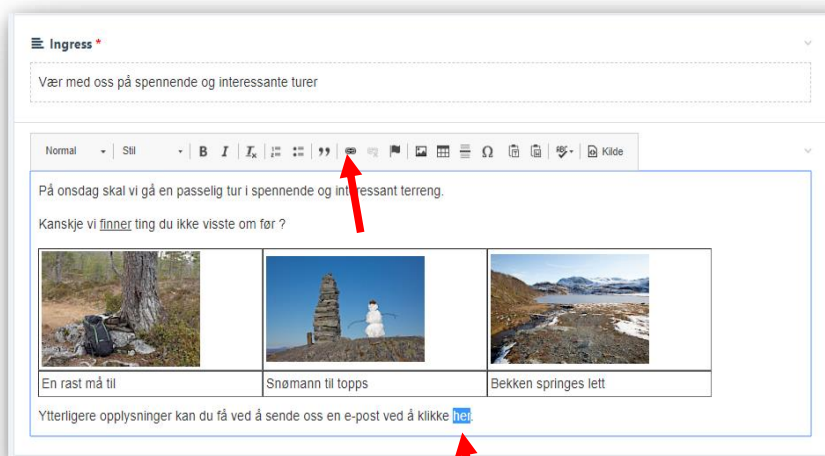 Ingress *
Vær med oss på spennende og interessante turer
Normal Stil B I Ix Ω ABC Kilde
På onsdag skal vi gå en passelig tur i spennende og interessant terreng.
Kanskje vi finner ting du ikke visste om før ?
En rast må til Snømann til topps Bekken springes lett
Ytterligere opplysninger kan du få ved å sende oss en e-post ved å klikke her.